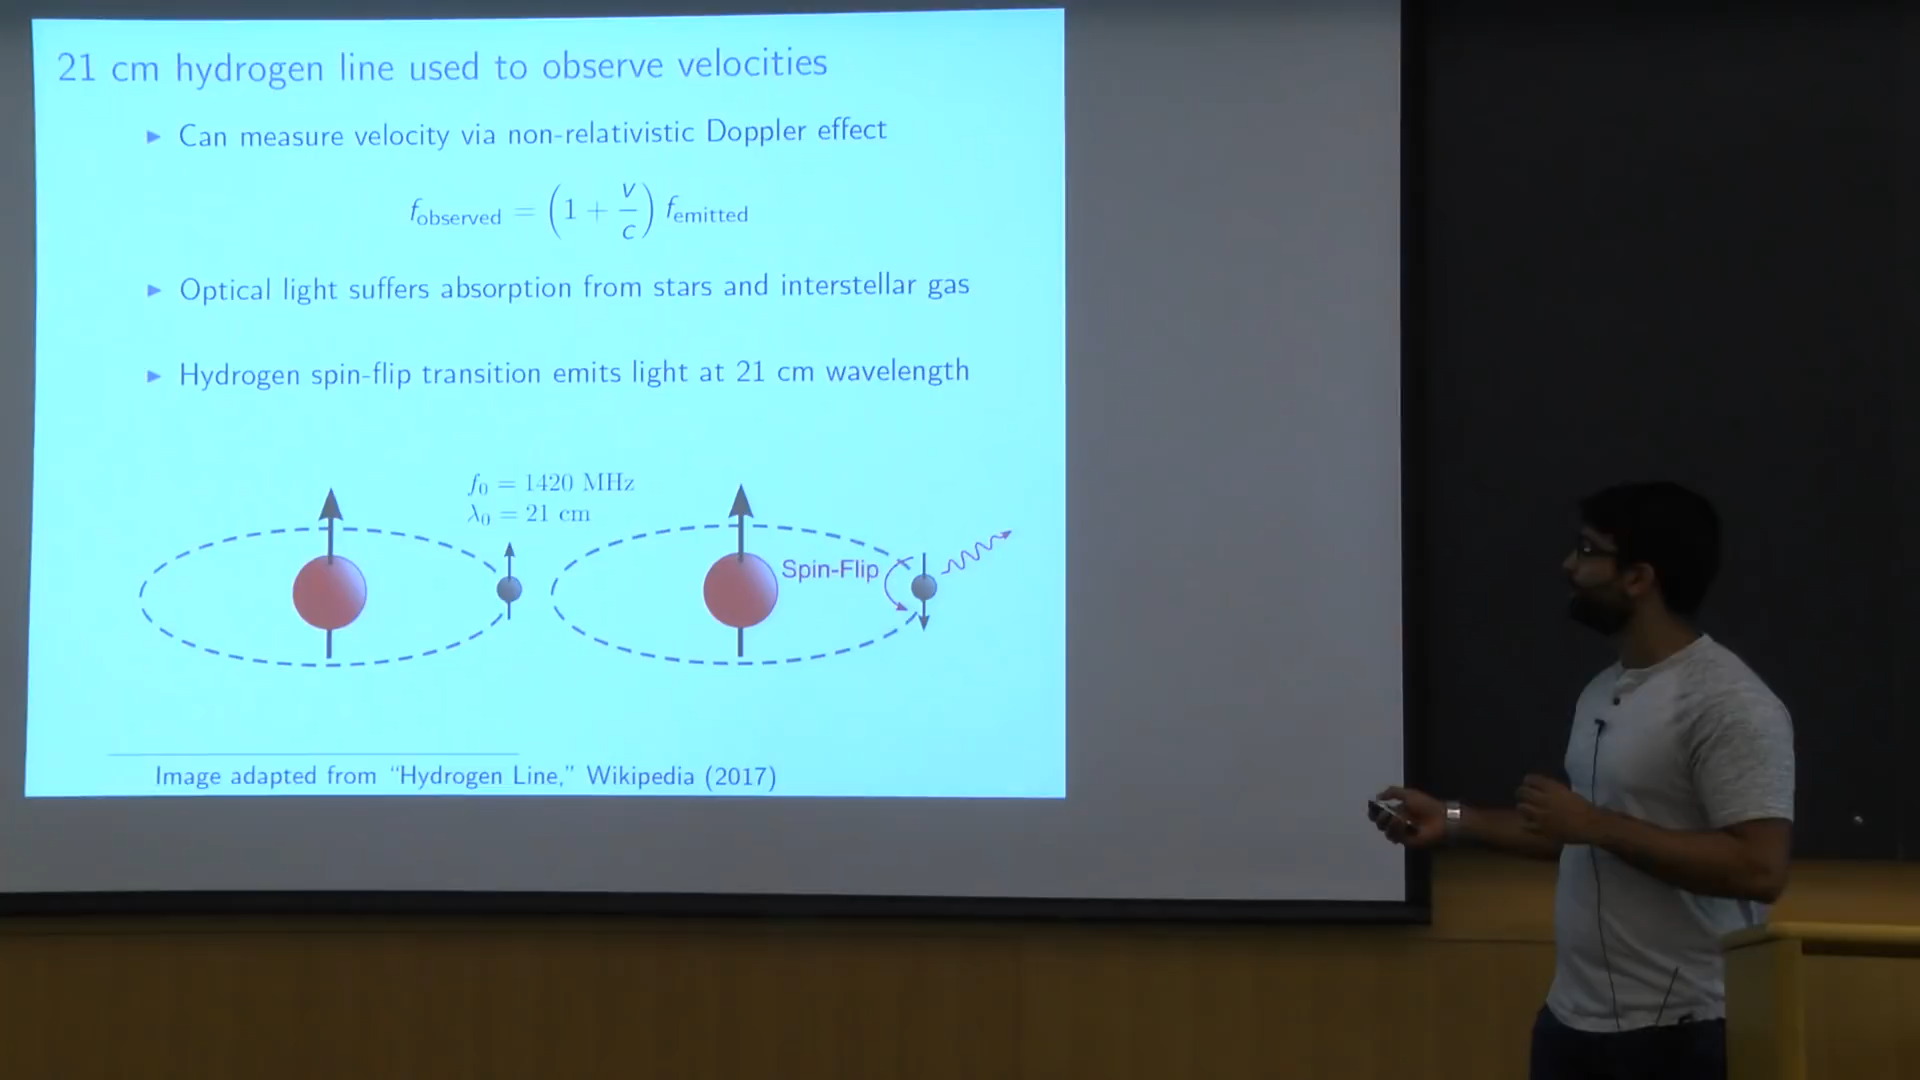 21 cm hydrogen line used to observe velocities
▶ Can measure velocity via non-relativistic Doppler effect
f_observed = (1 + v/c) f_emitted
▶ Optical light suffers absorption from stars and interstellar gas
▶ Hydrogen spin-flip transition emits light at 21 cm wavelength
f₀ = 1420 MHz
λ₀ = 21 cm
Spin-Flip
Image adapted from “Hydrogen Line,” Wikipedia (2017)